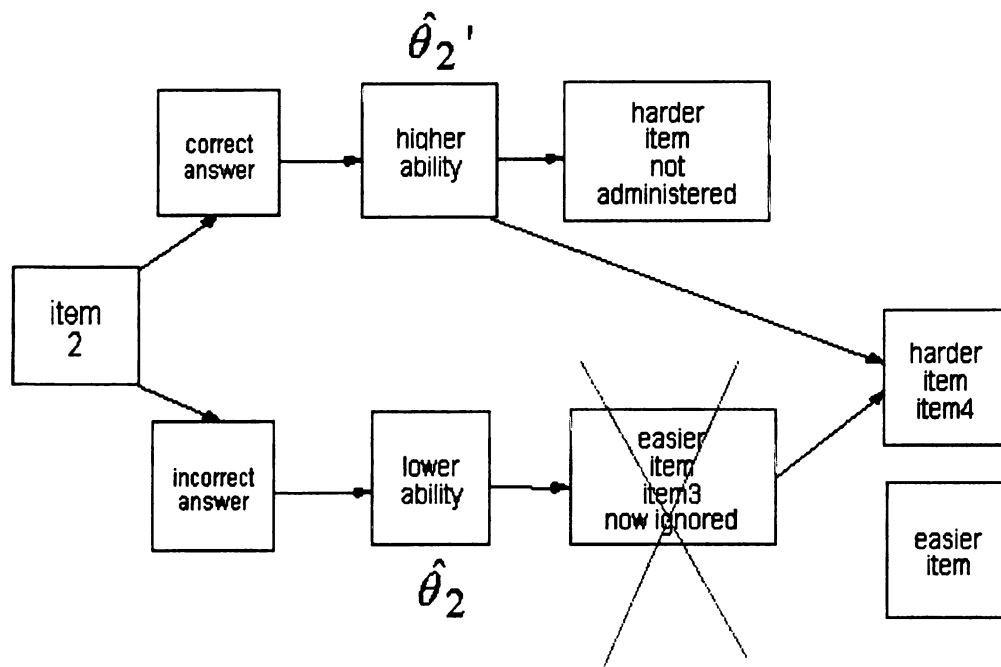 θ̂₂'
correct
answer
higher
ability
harder
item
not
administered
item
2
harder
item
item4
incorrect
answer
lower
ability
easier
item
item3
now ignored
θ̂₂
easier
item